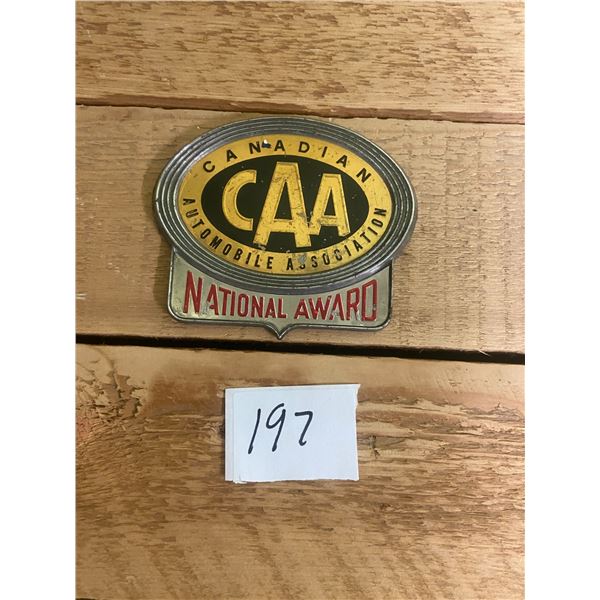 CANADIAN
CAA
AUTOMOBILE ASSOCIATION
NATIONAL AWARD
197